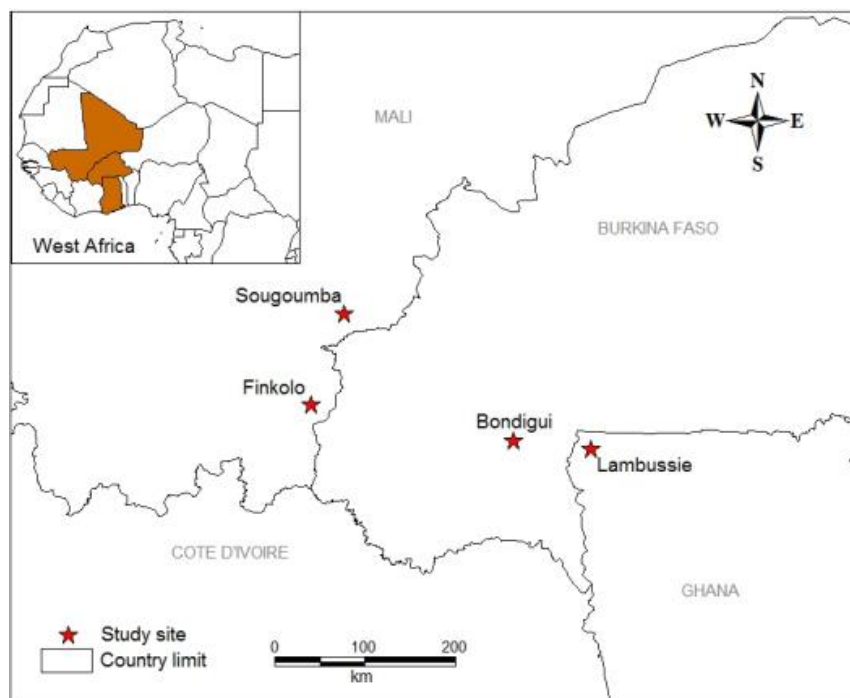 MALI
N
W E
S
BURKINA FASO
West Africa
Sougoumba
Finkolo
Bondigui
Lambussie
COTE D'IVOIRE
GHANA
Study site
Country limit
0 100 200
km